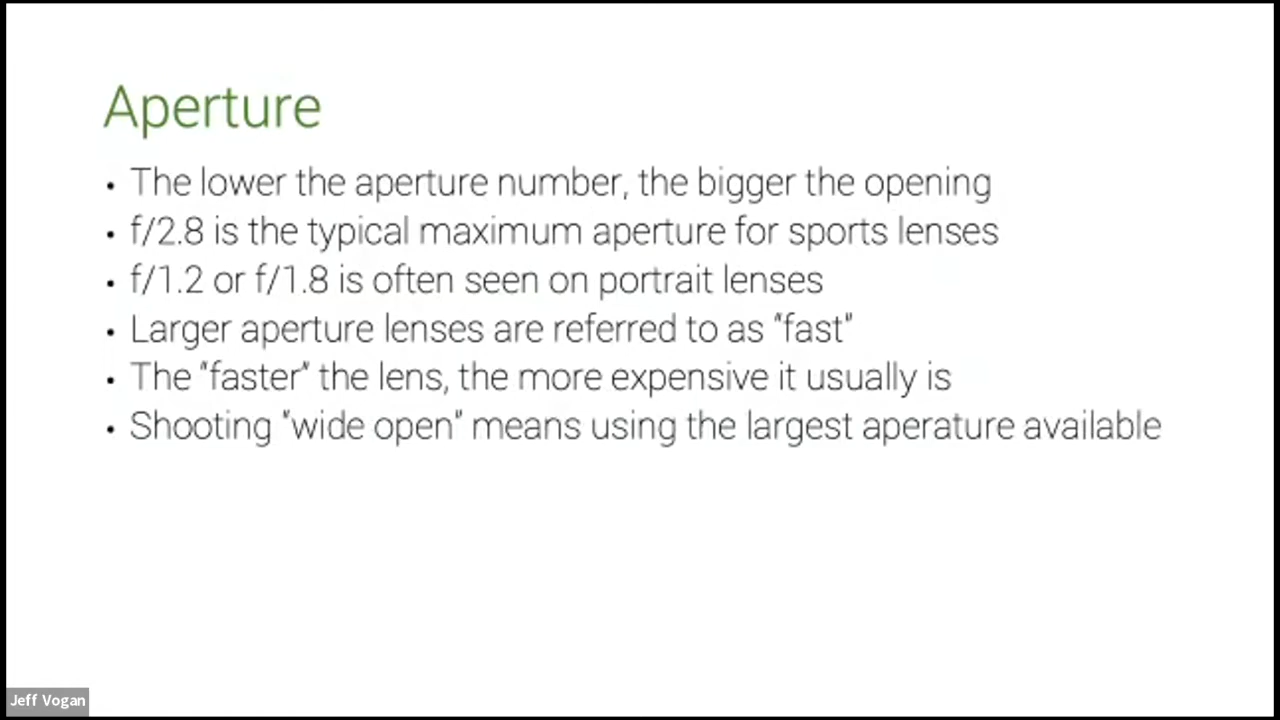 Aperture
• The lower the aperture number, the bigger the opening
• f/2.8 is the typical maximum aperture for sports lenses
• f/1.2 or f/1.8 is often seen on portrait lenses
• Larger aperture lenses are referred to as "fast"
• The "faster" the lens, the more expensive it usually is
• Shooting "wide open" means using the largest aperature available
Jeff Vogan